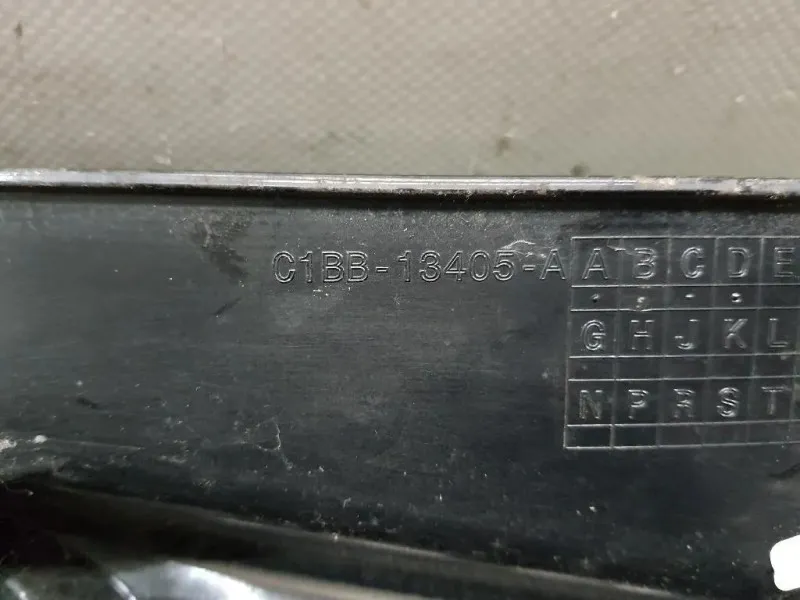 C1BB-13405-A A B C D E
G H J K L
N P R S T